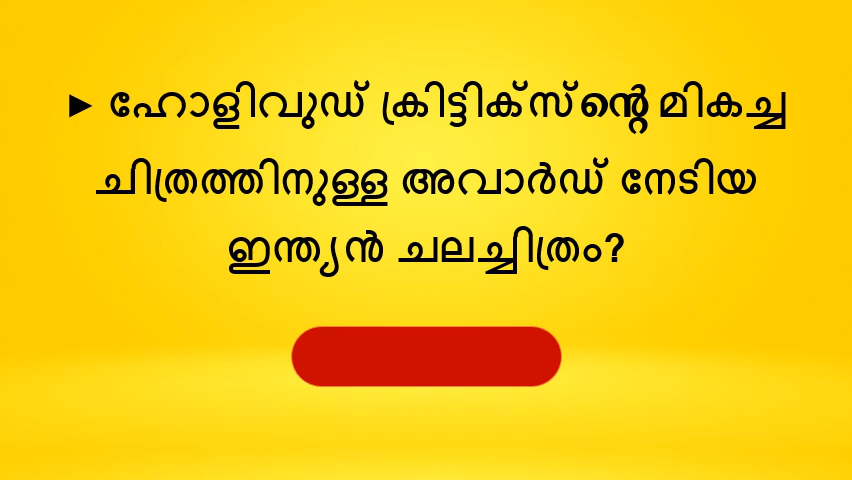 ► ഹോളിവുഡ് ക്രിട്ടിക്സ്ന്റെ മികച്ച
ചിത്രത്തിനുള്ള അവാർഡ് നേടിയ
ഇന്ത്യൻ ചലച്ചിത്രം?